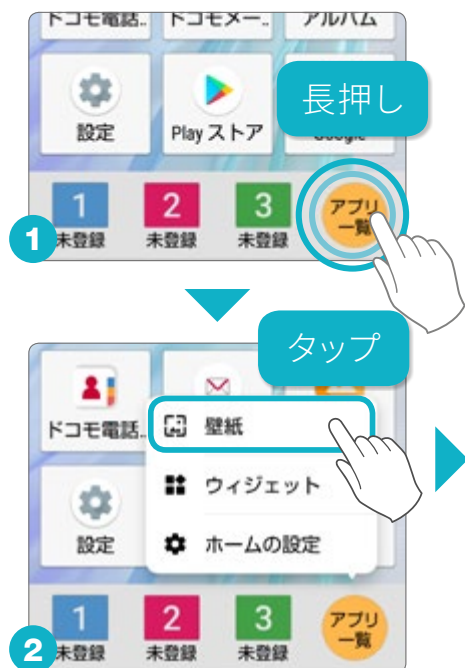 ドコモ電話.. ドコモメー.. アルバム
長押し
設定 Play ストア Google
1 2 3 アプリ一覧
未登録 未登録 未登録
1
タップ
ドコモ電話..
壁紙
ウィジェット
設定 ホームの設定
1 2 3 アプリ一覧
未登録 未登録 未登録
2